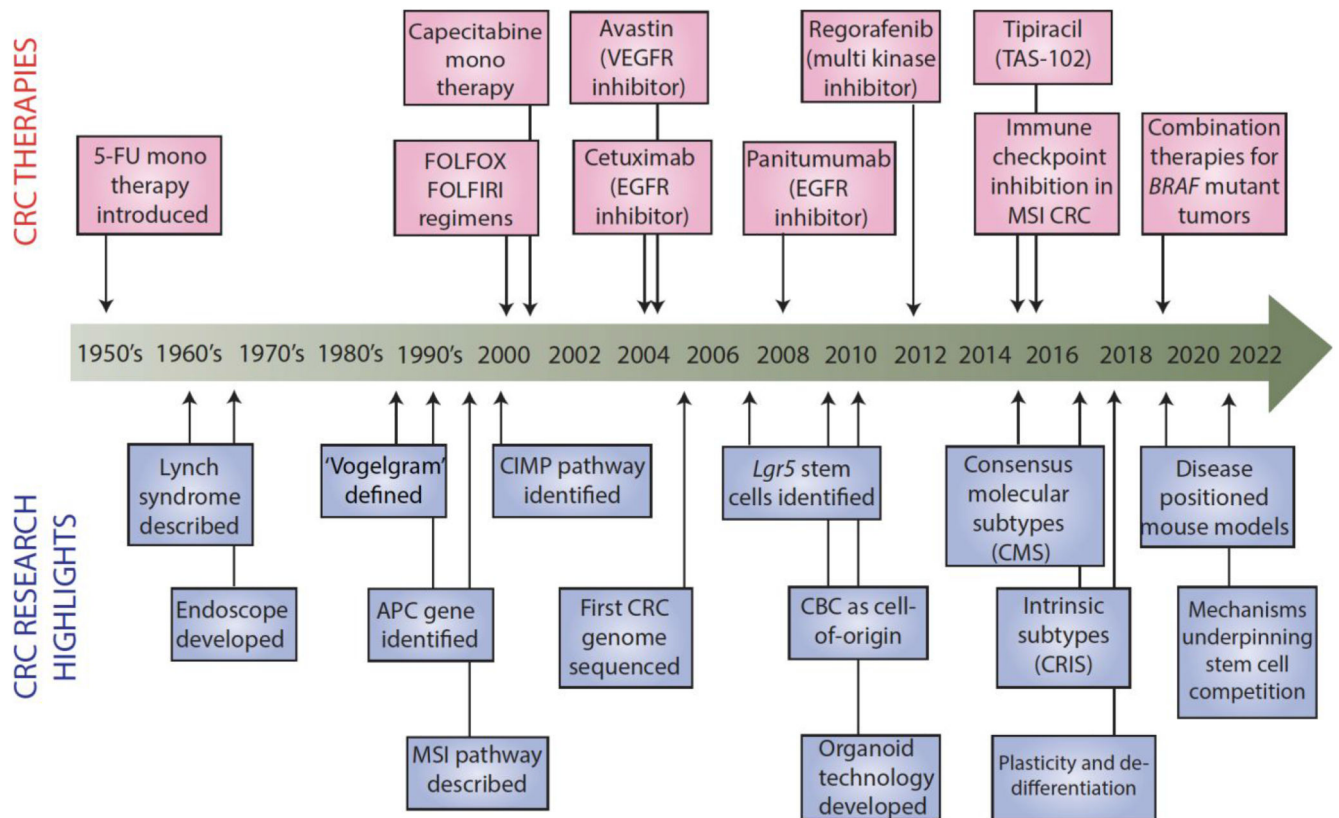 CRC THERAPIES
5-FU mono
therapy
introduced
Capecitabine
mono
therapy
FOLFOX
FOLFIRI
regimens
Avastin
(VEGFR
inhibitor)
Cetuximab
(EGFR
inhibitor)
Regorafenib
(multi kinase
inhibitor)
Panitumumab
(EGFR
inhibitor)
Tipiracil
(TAS-102)
Immune
checkpoint
inhibition in
MSI CRC
Combination
therapies for
BRAF mutant
tumors
1950's 1960's 1970's 1980's 1990's 2000 2002 2004 2006 2008 2010 2012 2014 2016 2018 2020 2022
CRC RESEARCH
HIGHLIGHTS
Lynch
syndrome
described
Endoscope
developed
'Vogelgram'
defined
APC gene
identified
MSI pathway
described
CIMP pathway
identified
First CRC
genome
sequenced
Lgr5 stem
cells identified
CBC as cell-
of-origin
Organoid
technology
developed
Consensus
molecular
subtypes
(CMS)
Intrinsic
subtypes
(CRIS)
Plasticity and de-
differentiation
Disease
positioned
mouse models
Mechanisms
underpinning
stem cell
competition